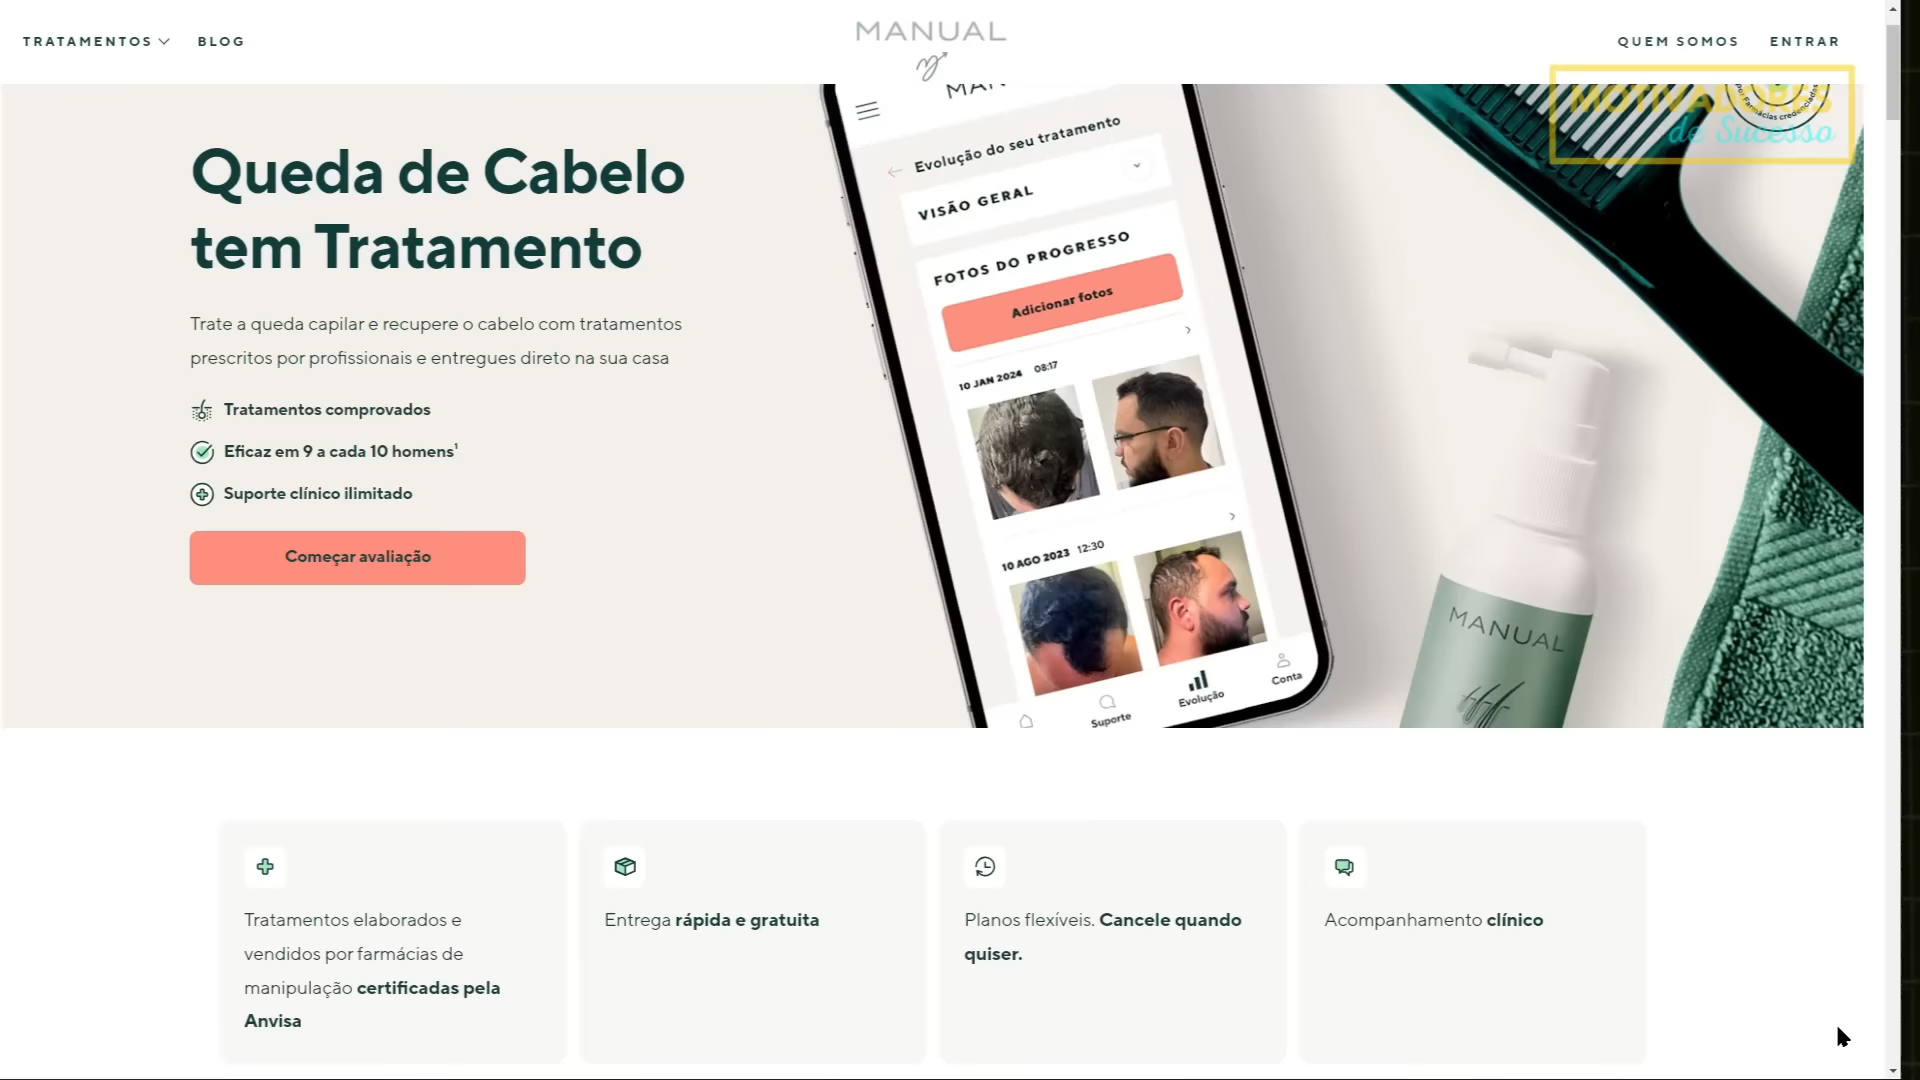 TRATAMENTOS
BLOG
MANUAL
QUEM SOMOS
ENTRAR
MOTIVADORES
de Sucesso
por Farmácias credenciadas
Queda de Cabelo
tem Tratamento
Trate a queda capilar e recupere o cabelo com tratamentos
prescritos por profissionais e entregues direto na sua casa
Tratamentos comprovados
Eficaz em 9 a cada 10 homens¹
Suporte clínico ilimitado
Começar avaliação
Evolução do seu tratamento
VISÃO GERAL
FOTOS DO PROGRESSO
Adicionar fotos
10 JAN 2024 08:17
10 AGO 2023 12:30
Suporte
Evolução
Conta
MANUAL
Tratamentos elaborados e
vendidos por farmácias de
manipulação certificadas pela
Anvisa
Entrega rápida e gratuita
Planos flexíveis. Cancele quando
quiser.
Acompanhamento clínico